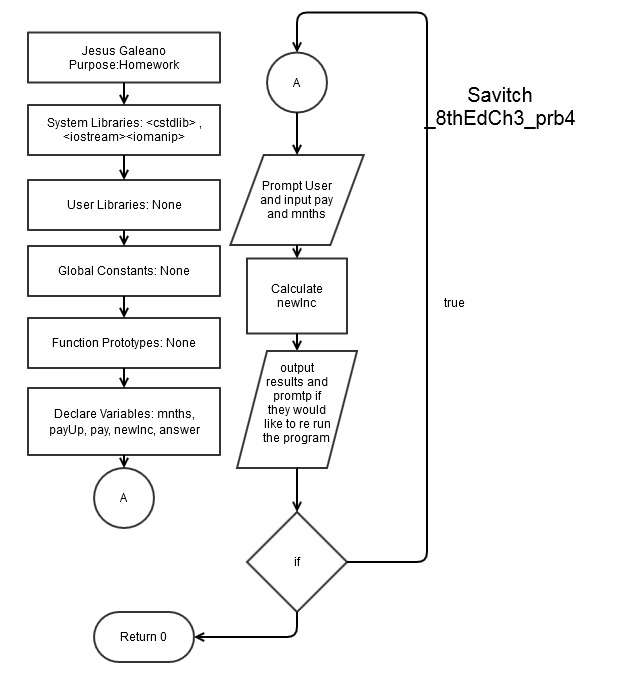 Jesus Galeano
Purpose:Homework
System Libraries: <cstdlib> ,
<iostream><iomanip>
User Libraries: None
Global Constants: None
Function Prototypes: None
Declare Variables: mnths,
payUp, pay, newInc, answer
A
A
Prompt User
and input pay
and mnths
Calculate
newInc
output
results and
promtp if
they would
like to re run
the program
if
true
Return 0
Savitch
_8thEdCh3_prb4